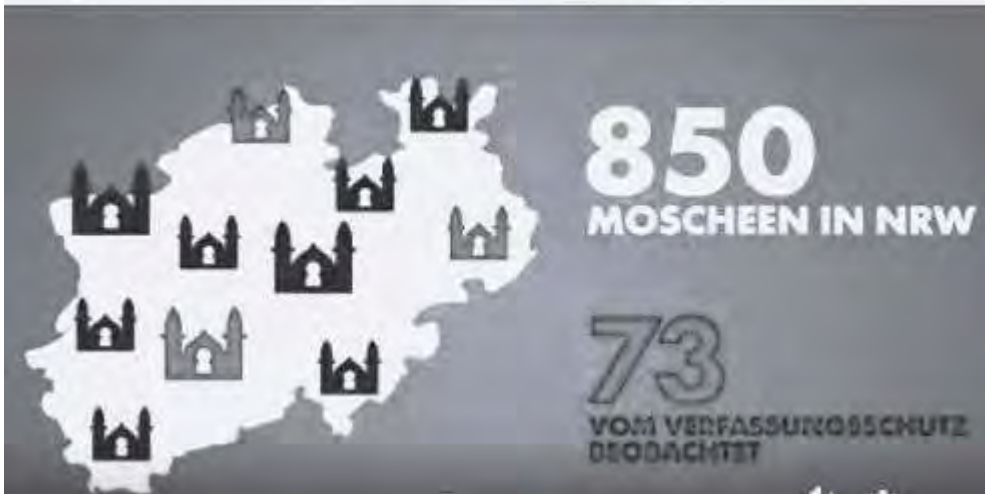 850
MOSCHEEN IN NRW
73
VOM VERFASSUNGSSCHUTZ
BEOBACHTET